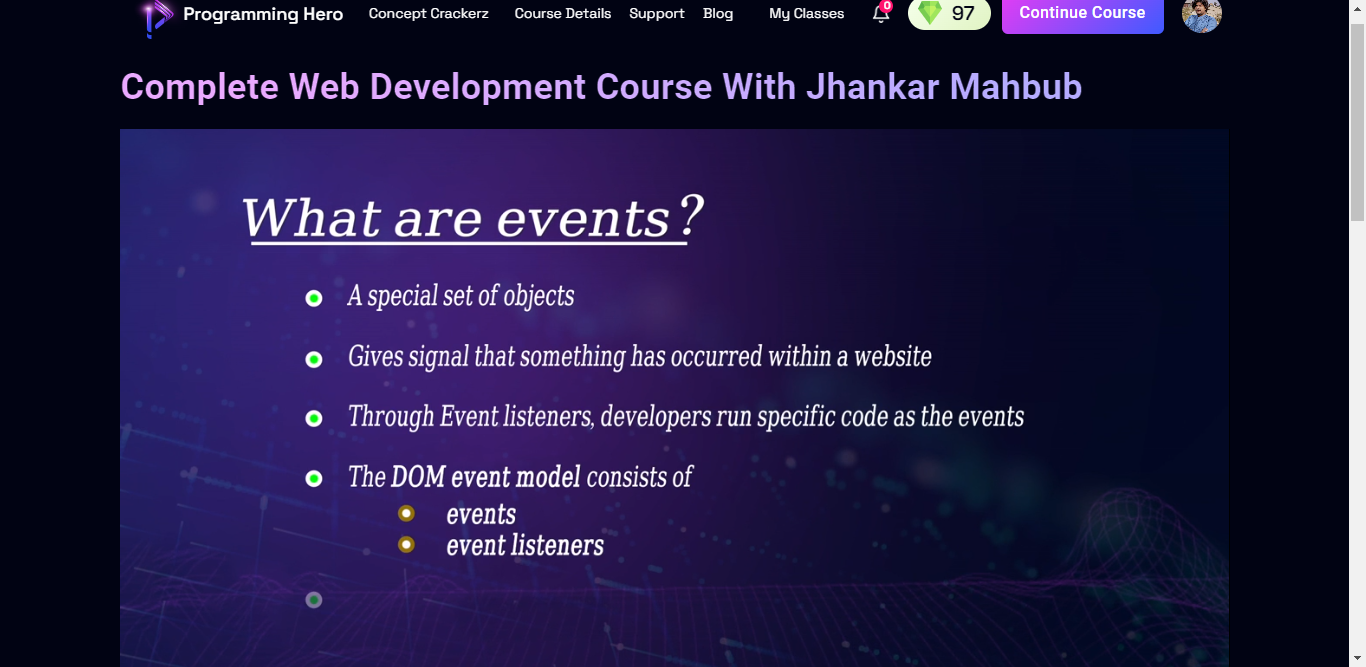 Programming Hero Concept Crackerz Course Details Support Blog My Classes 0 97 Continue Course
Complete Web Development Course With Jhankar Mahbub
What are events?
A special set of objects
Gives signal that something has occurred within a website
Through Event listeners, developers run specific code as the events
The DOM event model consists of
events
event listeners